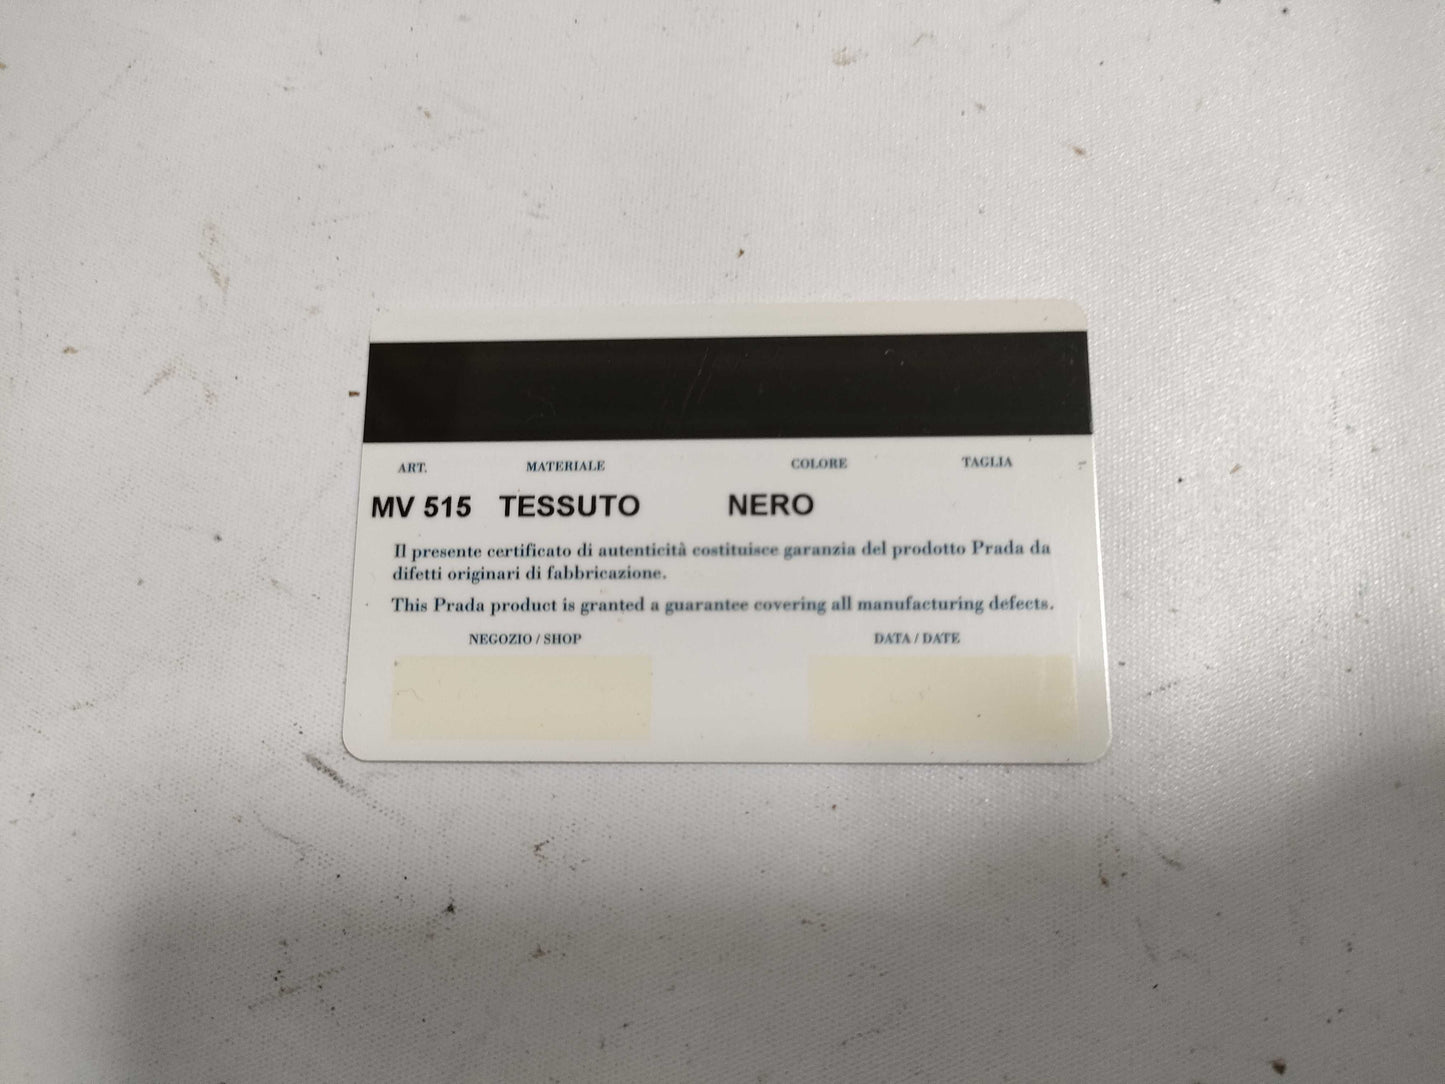 ART. MATERIALE COLORE TAGLIA
MV 515 TESSUTO NERO
Il presente certificato di autenticità costituisce garanzia del prodotto Prada da
difetti originari di fabbricazione.
This Prada product is granted a guarantee covering all manufacturing defects.
NEGOZIO / SHOP DATA / DATE